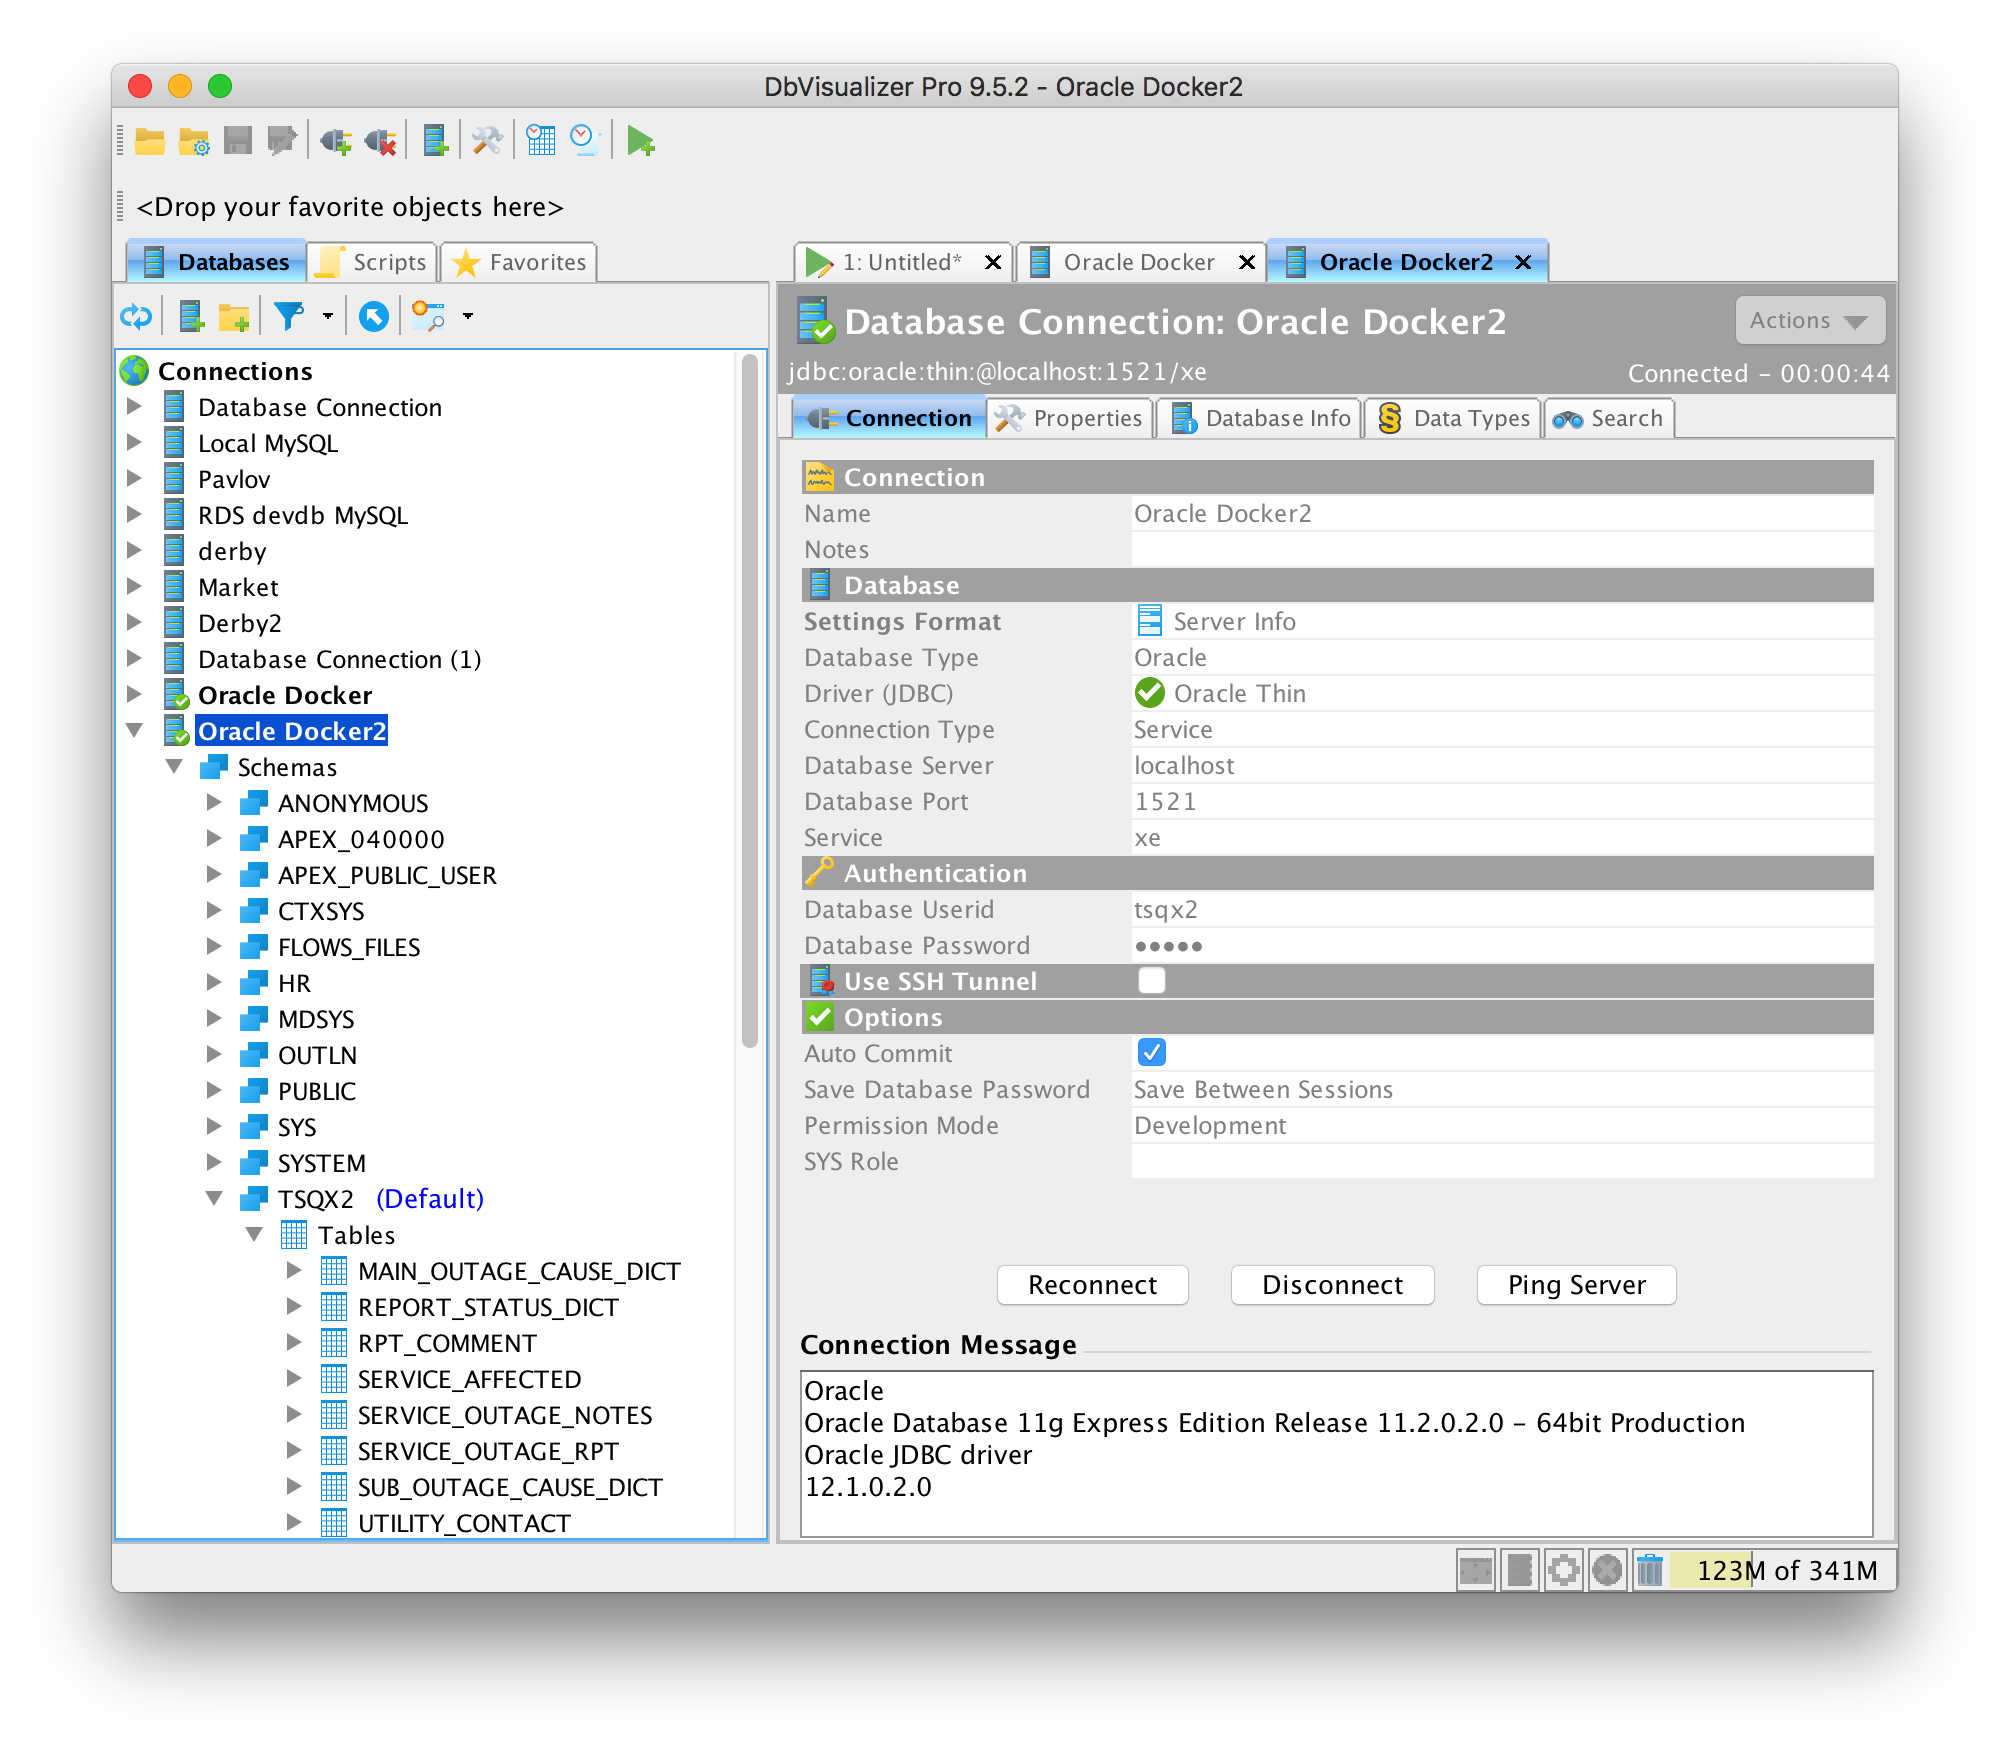 DbVisualizer Pro 9.5.2 - Oracle Docker2
<Drop your favorite objects here>
Databases
Scripts
Favorites
1: Untitled*
Oracle Docker
Oracle Docker2
Connections
Database Connection
Local MySQL
Pavlov
RDS devdb MySQL
derby
Market
Derby2
Database Connection (1)
Oracle Docker
Oracle Docker2
Schemas
ANONYMOUS
APEX_040000
APEX_PUBLIC_USER
CTXSYS
FLOWS_FILES
HR
MDSYS
OUTLN
PUBLIC
SYS
SYSTEM
TSQX2 (Default)
Tables
MAIN_OUTAGE_CAUSE_DICT
REPORT_STATUS_DICT
RPT_COMMENT
SERVICE_AFFECTED
SERVICE_OUTAGE_NOTES
SERVICE_OUTAGE_RPT
SUB_OUTAGE_CAUSE_DICT
UTILITY_CONTACT
Database Connection: Oracle Docker2
Actions
jdbc:oracle:thin:@localhost:1521/xe
Connected - 00:00:44
Connection
Properties
Database Info
Data Types
Search
Connection
Name Oracle Docker2
Notes
Database
Settings Format Server Info
Database Type Oracle
Driver (JDBC) Oracle Thin
Connection Type Service
Database Server localhost
Database Port 1521
Service xe
Authentication
Database Userid tsqx2
Database Password •••••
Use SSH Tunnel
Options
Auto Commit
Save Database Password Save Between Sessions
Permission Mode Development
SYS Role
Reconnect
Disconnect
Ping Server
Connection Message
Oracle
Oracle Database 11g Express Edition Release 11.2.0.2.0 - 64bit Production
Oracle JDBC driver
12.1.0.2.0
123M of 341M